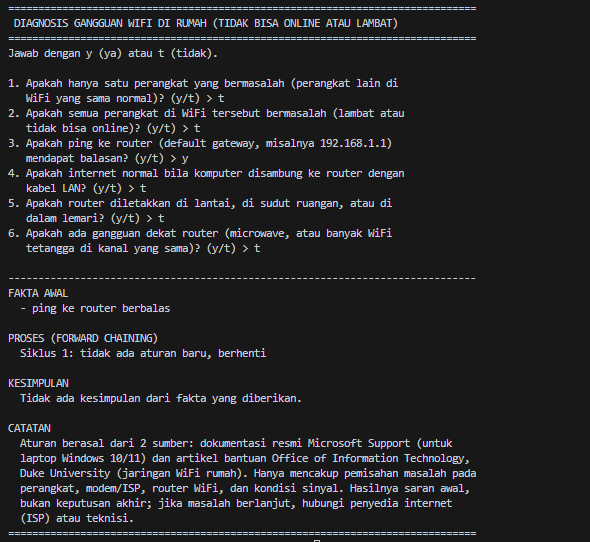 ==============================================================================
DIAGNOSIS GANGGUAN WIFI DI RUMAH (TIDAK BISA ONLINE ATAU LAMBAT)
==============================================================================
Jawab dengan y (ya) atau t (tidak).

1. Apakah hanya satu perangkat yang bermasalah (perangkat lain di
   WiFi yang sama normal)? (y/t) > t
2. Apakah semua perangkat di WiFi tersebut bermasalah (lambat atau
   tidak bisa online)? (y/t) > t
3. Apakah ping ke router (default gateway, misalnya 192.168.1.1)
   mendapat balasan? (y/t) > y
4. Apakah internet normal bila komputer disambung ke router dengan
   kabel LAN? (y/t) > t
5. Apakah router diletakkan di lantai, di sudut ruangan, atau di
   dalam lemari? (y/t) > t
6. Apakah ada gangguan dekat router (microwave, atau banyak WiFi
   tetangga di kanal yang sama)? (y/t) > t

------------------------------------------------------------------------------
FAKTA AWAL
  - ping ke router berbalas

PROSES (FORWARD CHAINING)
  Siklus 1: tidak ada aturan baru, berhenti

KESIMPULAN
  Tidak ada kesimpulan dari fakta yang diberikan.

CATATAN
  Aturan berasal dari 2 sumber: dokumentasi resmi Microsoft Support (untuk
  laptop Windows 10/11) dan artikel bantuan Office of Information Technology,
  Duke University (jaringan WiFi rumah). Hanya mencakup pemisahan masalah pada
  perangkat, modem/ISP, router WiFi, dan kondisi sinyal. Hasilnya saran awal,
  bukan keputusan akhir; jika masalah berlanjut, hubungi penyedia internet
  (ISP) atau teknisi.
==============================================================================